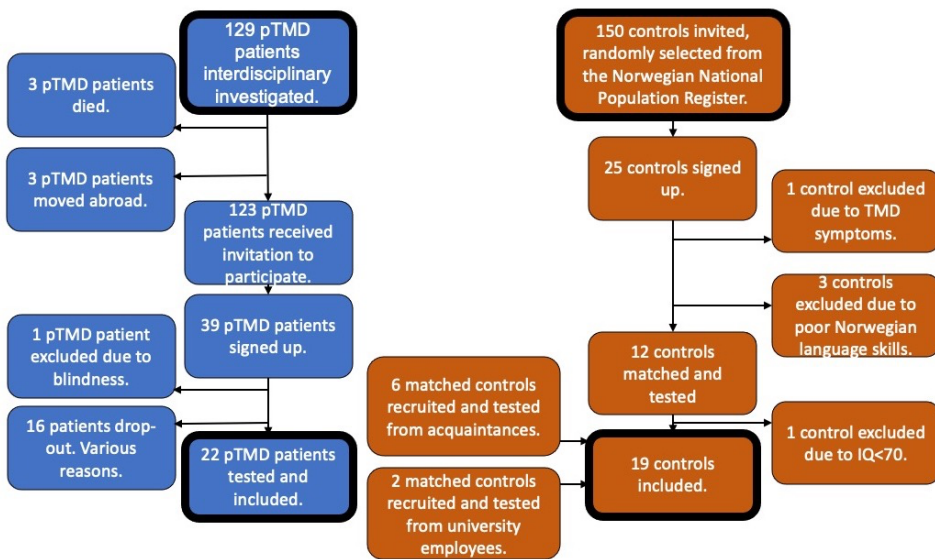 129 pTMD
patients
interdisciplinary
investigated.
3 pTMD patients
died.
3 pTMD patients
moved abroad.
123 pTMD
patients received
invitation to
participate.
39 pTMD patients
signed up.
1 pTMD patient
excluded due to
blindness.
16 patients drop-
out. Various
reasons.
22 pTMD patients
tested and
included.
150 controls invited,
randomly selected from
the Norwegian National
Population Register.
25 controls signed
up.
1 control excluded
due to TMD
symptoms.
3 controls
excluded due to
poor Norwegian
language skills.
12 controls
matched and
tested
6 matched controls
recruited and tested
from acquaintances.
1 control excluded
due to IQ<70.
2 matched controls
recruited and tested
from university
employees.
19 controls
included.